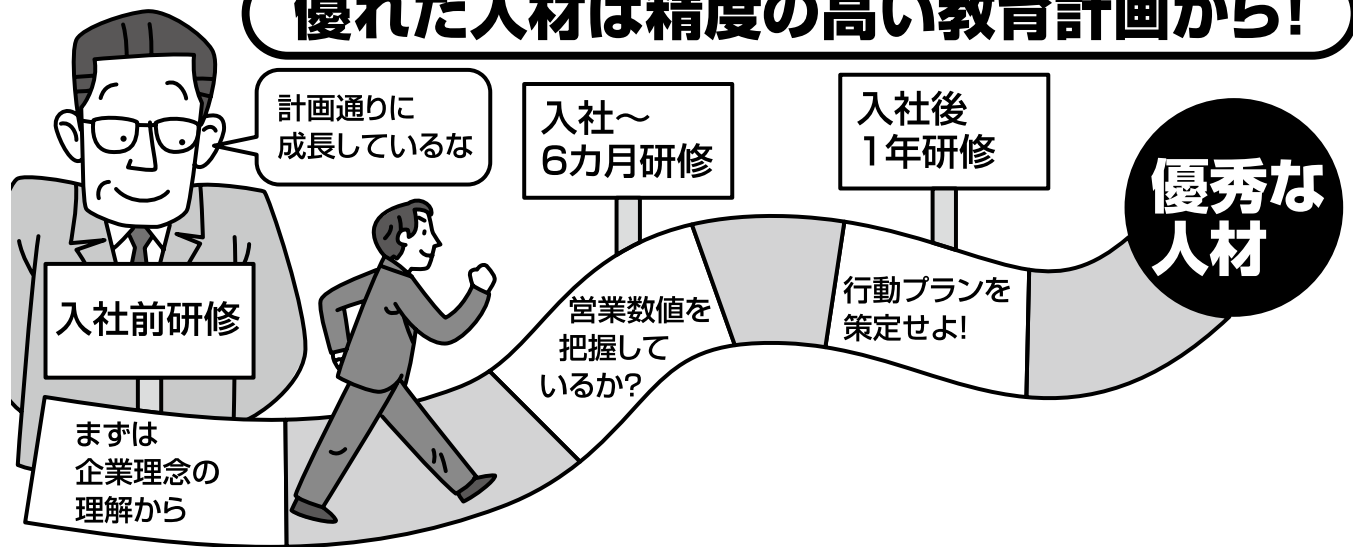 優れた人材は精度の高い教育計画から!
計画通りに
成長しているな
入社〜
6カ月研修
入社後
1年研修
優秀な
人材
入社前研修
営業数値を
把握して
いるか?
行動プランを
策定せよ!
まずは
企業理念の
理解から